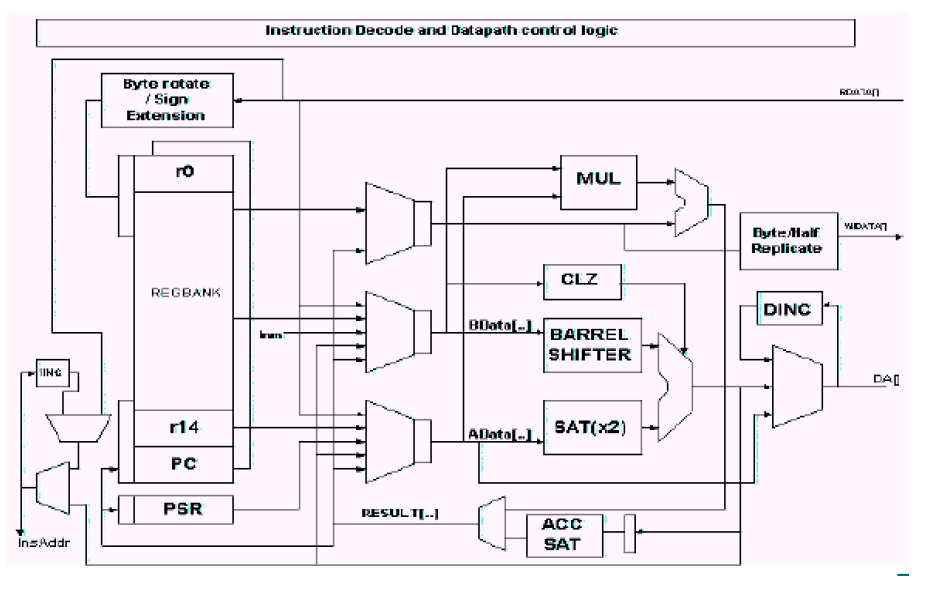 Instruction Decode and Datapath control logic
Byte rotate
/ Sign
Extension
RDATA[]
r0
MUL
Byte/Half
Replicate
WDATA[]
REGBANK
CLZ
DINC
Imm
BData[..]
BARREL
SHIFTER
IINC
DA[]
r14
AData[..]
SAT(x2)
PC
PSR
RESULT[..]
ACC
SAT
InsAddr